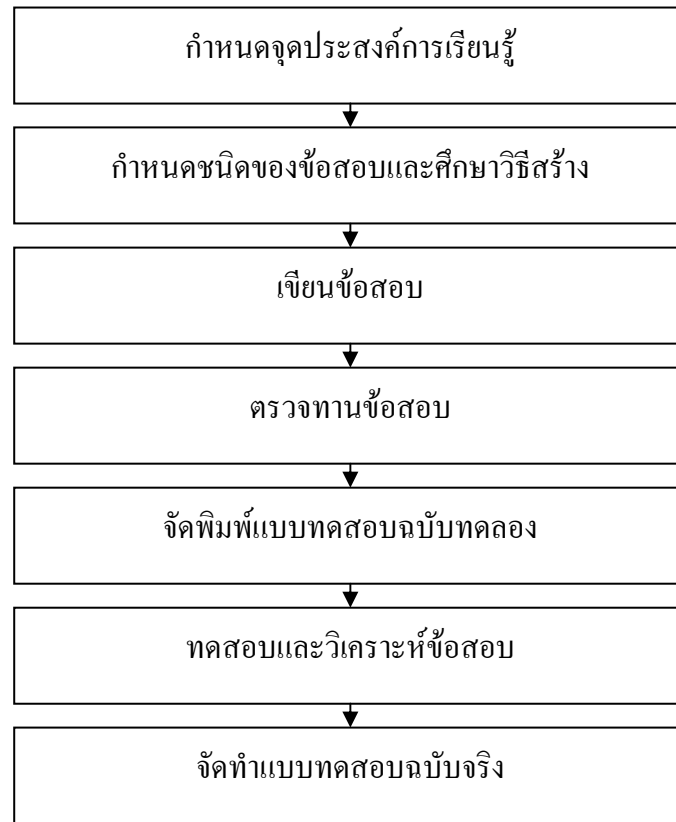 กำหนดจุดประสงค์การเรียนรู้
กำหนดชนิดของข้อสอบและศึกษาวิธีสร้าง
เขียนข้อสอบ
ตรวจทานข้อสอบ
จัดพิมพ์แบบทดสอบฉบับทดลอง
ทดสอบและวิเคราะห์ข้อสอบ
จัดทำแบบทดสอบฉบับจริง